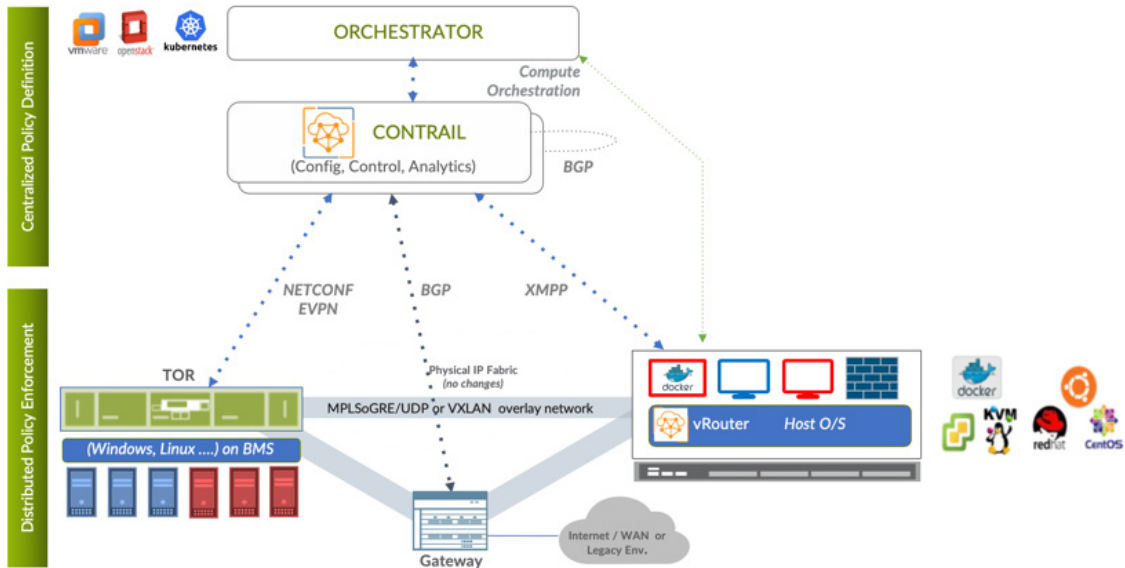 Centralized Policy Definition
vmware
openstack
kubernetes
ORCHESTRATOR
Compute
Orchestration
CONTRAIL
(Config, Control, Analytics)
BGP
Distributed Policy Enforcement
NETCONF
EVPN
BGP
XMPP
TOR
Physical IP Fabric
(no changes)
MPLSoGRE/UDP or VXLAN overlay network
(Windows, Linux ....) on BMS
docker
vRouter
Host O/S
docker
KVM
redhat
CentOS
Gateway
Internet / WAN or
Legacy Env.